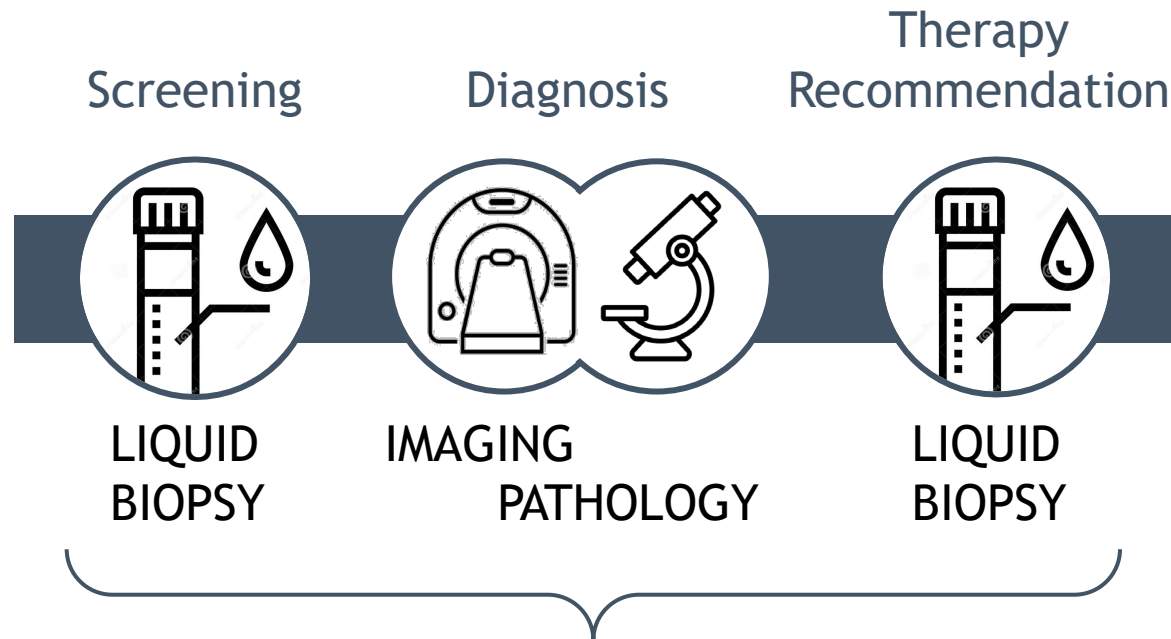 Screening
Diagnosis
Therapy
Recommendation
LIQUID
BIOPSY
IMAGING
PATHOLOGY
LIQUID
BIOPSY